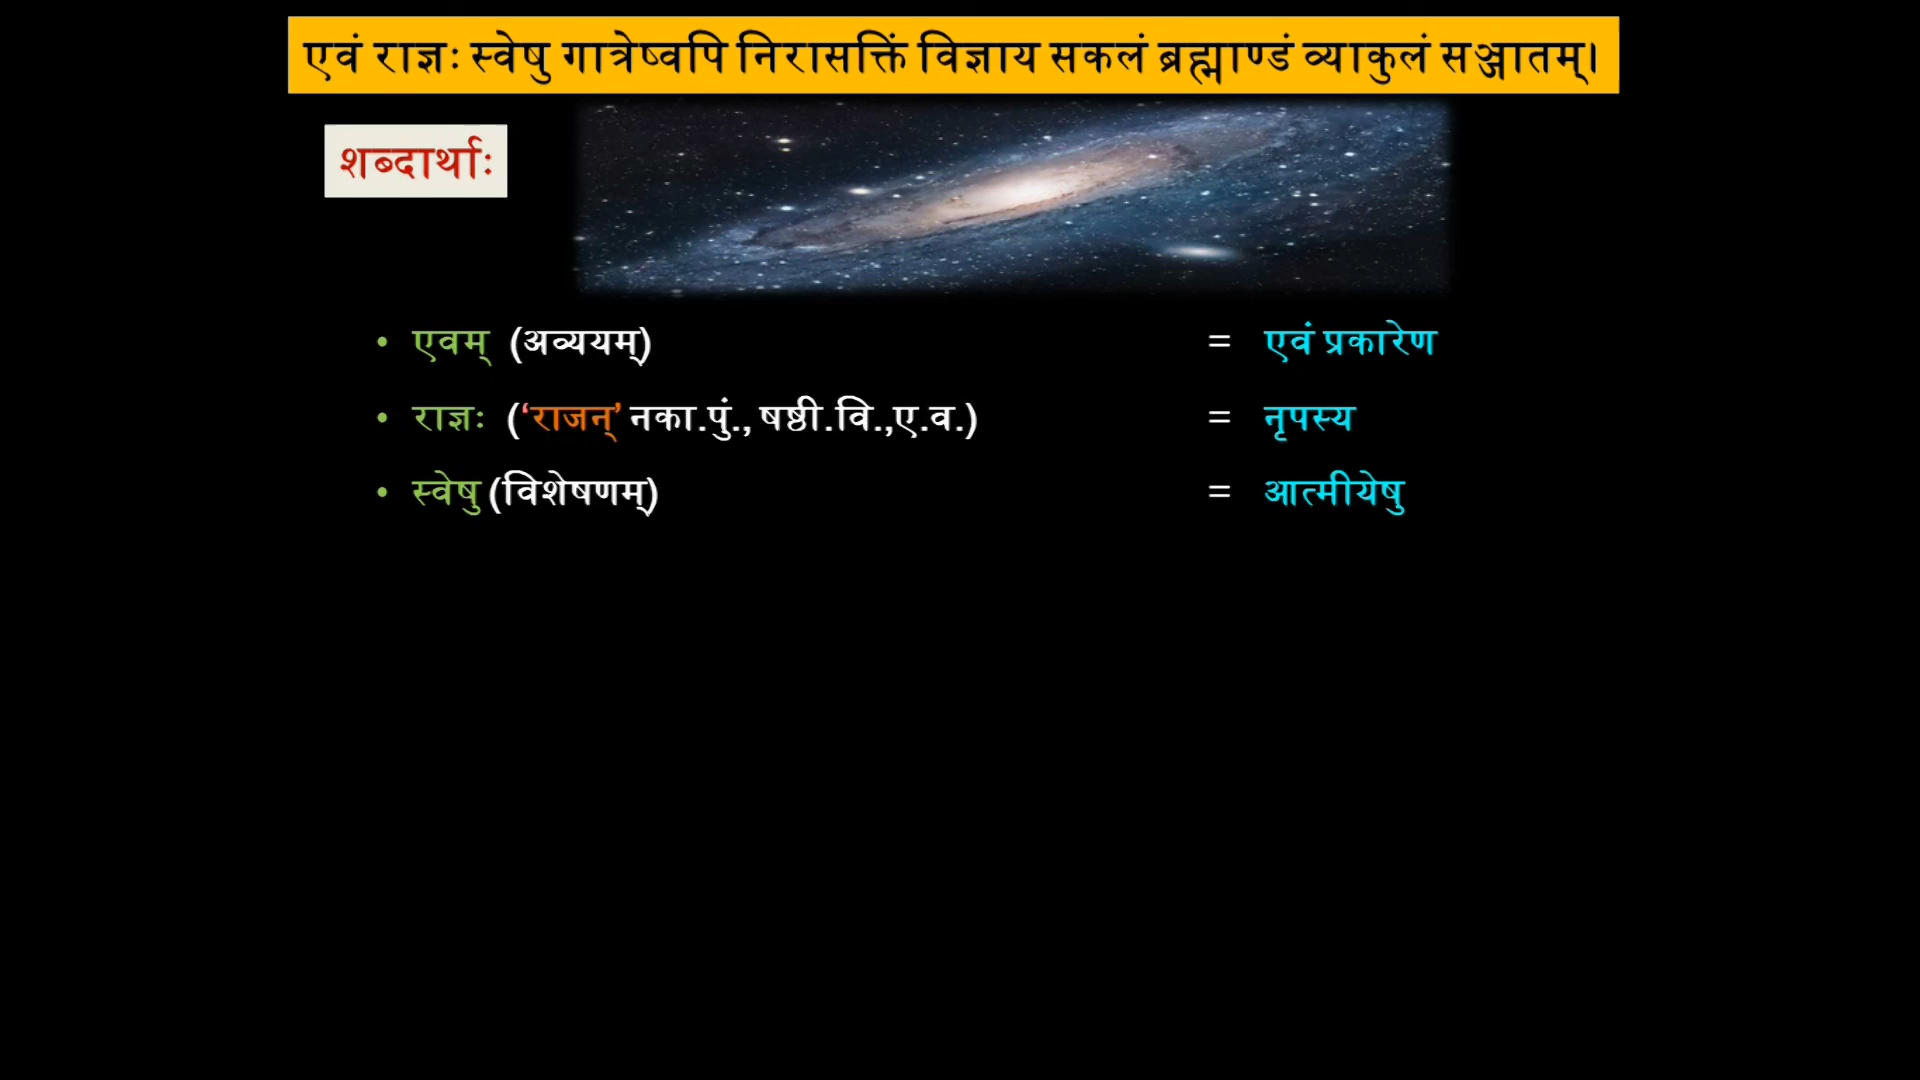 एवं राज्ञः स्वेषु गात्रेष्वपि निरासक्तिं विज्ञाय सकलं ब्रह्माण्डं व्याकुलं सञ्जातम्।
शब्दार्थाः
• एवम् (अव्ययम्) = एवं प्रकारेण
• राज्ञः (‘राजन्’ नका.पुं., षष्ठी.वि.,ए.व.) = नृपस्य
• स्वेषु (विशेषणम्) = आत्मीयेषु